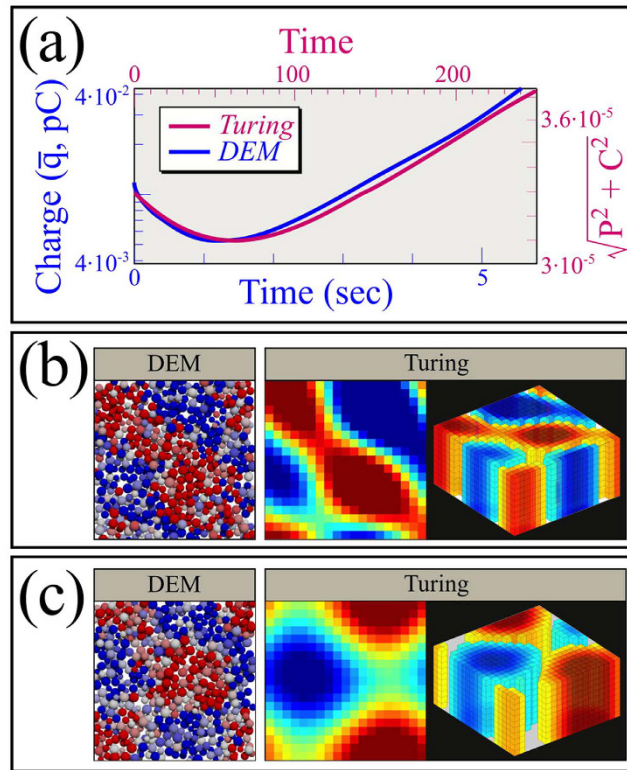 (a)
Time
0 100 200
4·10⁻²
Charge (q̄, pC)
4·10⁻³
Turing
DEM
3.6·10⁻⁵
√P² + C²
3·10⁻⁵
0 5
Time (sec)
(b)
DEM Turing
(c)
DEM Turing